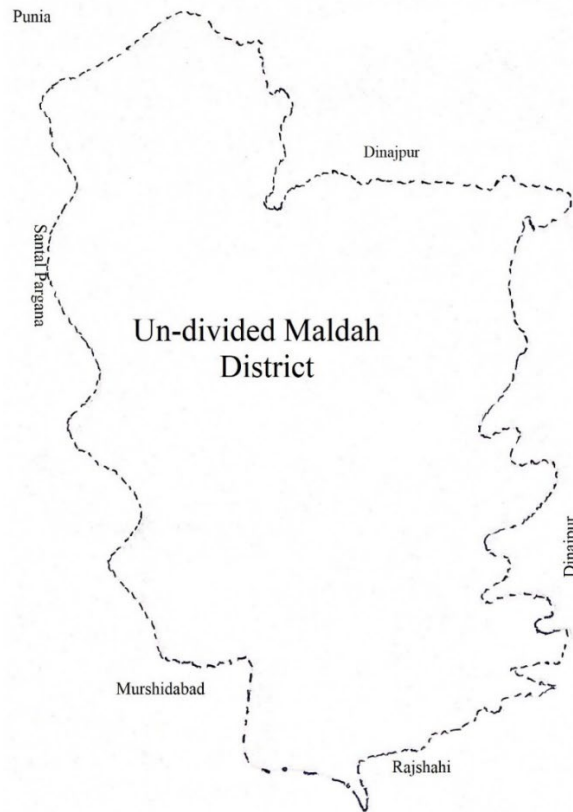 Punia
Dinajpur
Santal Pargana
Un-divided Maldah
District
Dinajpur
Murshidabad
Rajshahi